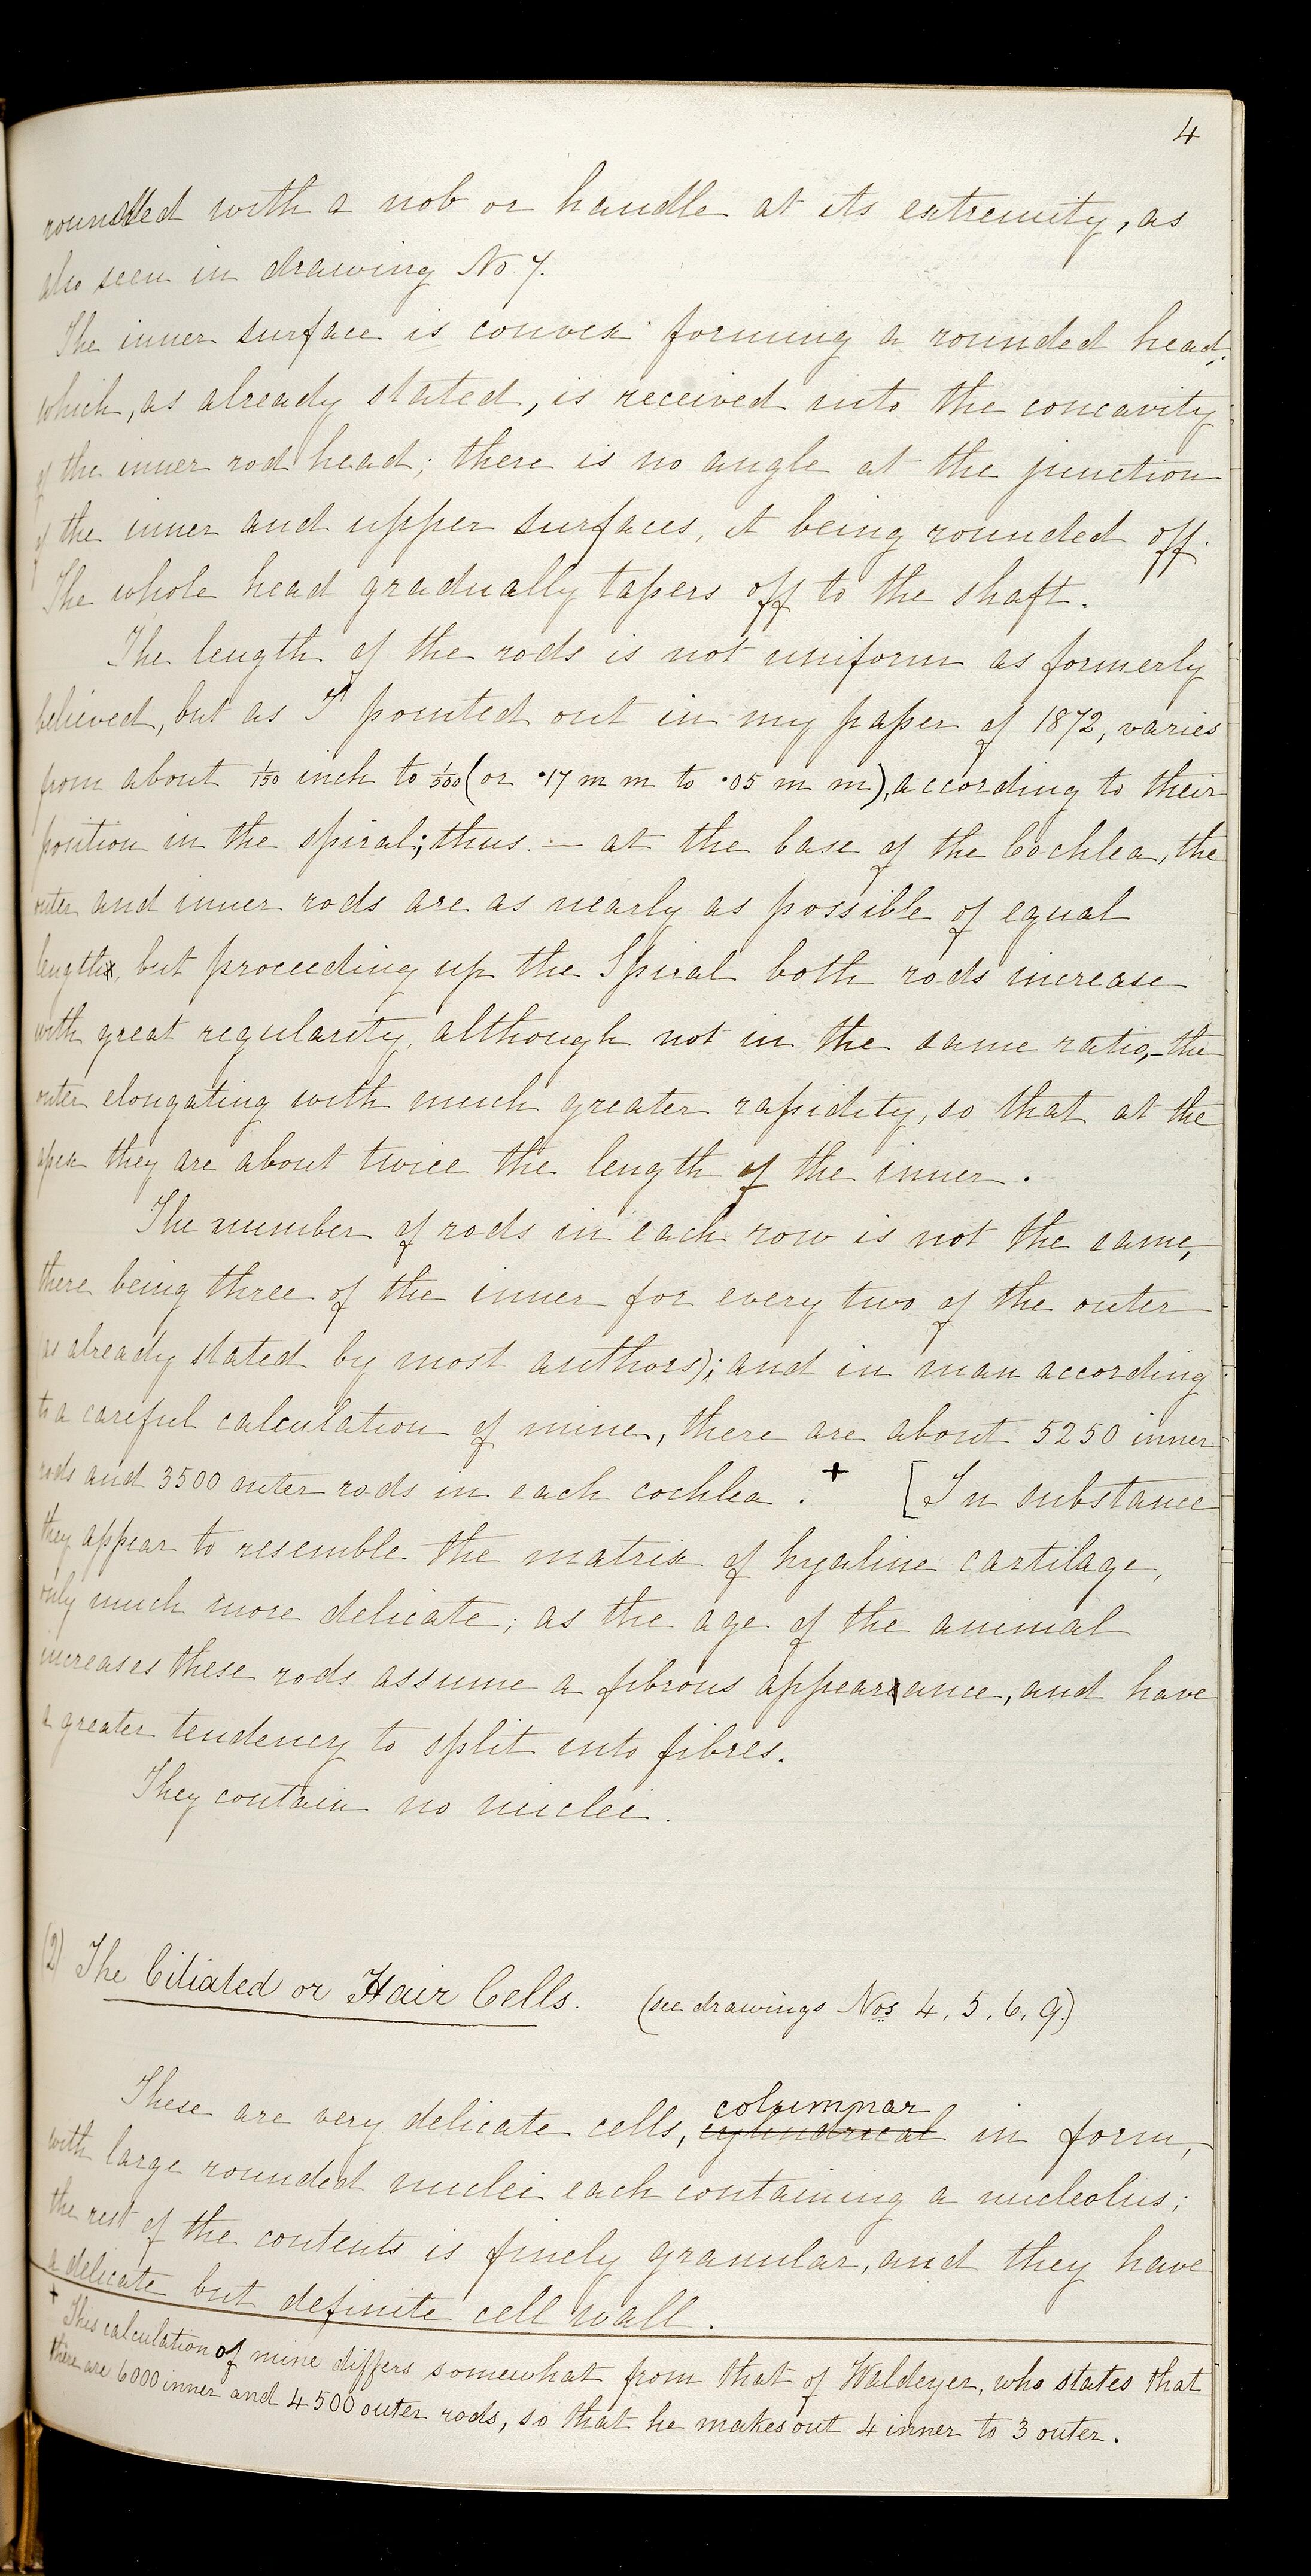 4
rounded with a nob or handle at its extremity, as
also seen in drawing No 7.
The inner surface is convex forming a rounded head;
which, as already stated, is received into the concavity
of the inner rod head; there is no angle at the junction
of the inner and upper surfaces, it being rounded off.
The whole head gradually tapers off to the shaft.
The length of the rods is not uniform as formerly
believed, but as I pointed out in my paper of 1872, varies
from about 1/150 inch to 1/500 (or .17 m m to .05 m m), according to their
position in the spiral; thus. — at the base of the Cochlea, the
outer and inner rods are as nearly as possible of equal
length, but proceeding up the Spiral both rods increase
with great regularity, although not in the same ratio, - the
outer elongating with much greater rapidity, so that at the
apex they are about twice the length of the inner.
The number of rods in each row is not the same,
there being three of the inner for every two of the outer
(as already stated by most authors); and in man according
to a careful calculation of mine, there are about 5250 inner
rods and 3500 outer rods in each cochlea. + [In substance
they appear to resemble the matrix of hyaline cartilage,
only much more delicate; as the age of the animal
increases these rods assume a fibrous appearance, and have
a greater tendency to split into fibres.
They contain no nuclei.
(2) The Ciliated or Hair Cells. (see drawings Nos 4, 5, 6, 9.)
columnar
These are very delicate cells, cylindrical in form,
with large rounded nuclei each containing a nucleolus;
the rest of the contents is finely granular, and they have
a delicate but definite cell wall.
+ This calculation of mine differs somewhat from that of Waldeyer, who states that
there are 6000 inner and 4500 outer rods, so that he makes out 4 inner to 3 outer.